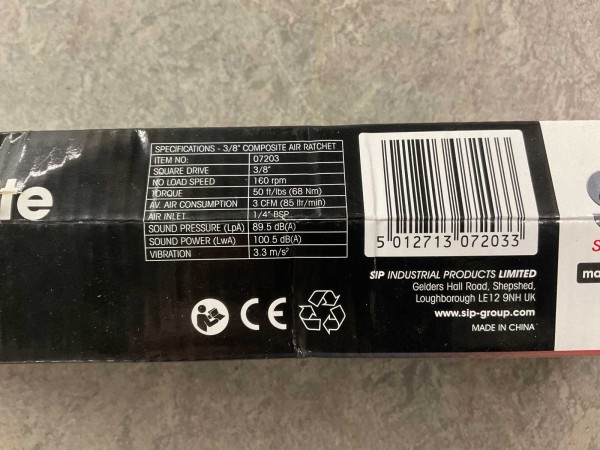 te
SPECIFICATIONS - 3/8" COMPOSITE AIR RATCHET
ITEM NO: 07203
SQUARE DRIVE 3/8"
NO LOAD SPEED 160 rpm
TORQUE 50 ft/lbs (68 Nm)
AV. AIR CONSUMPTION 3 CFM (85 ltr/min)
AIR INLET 1/4" BSP
SOUND PRESSURE (LpA) 89.5 dB(A)
SOUND POWER (LwA) 100.5 dB(A)
VIBRATION 3.3 m/s²
CE
5 012713 072033
SIP INDUSTRIAL PRODUCTS LIMITED
Gelders Hall Road, Shepshed,
Loughborough LE12 9NH UK
www.sip-group.com
MADE IN CHINA
S
ma